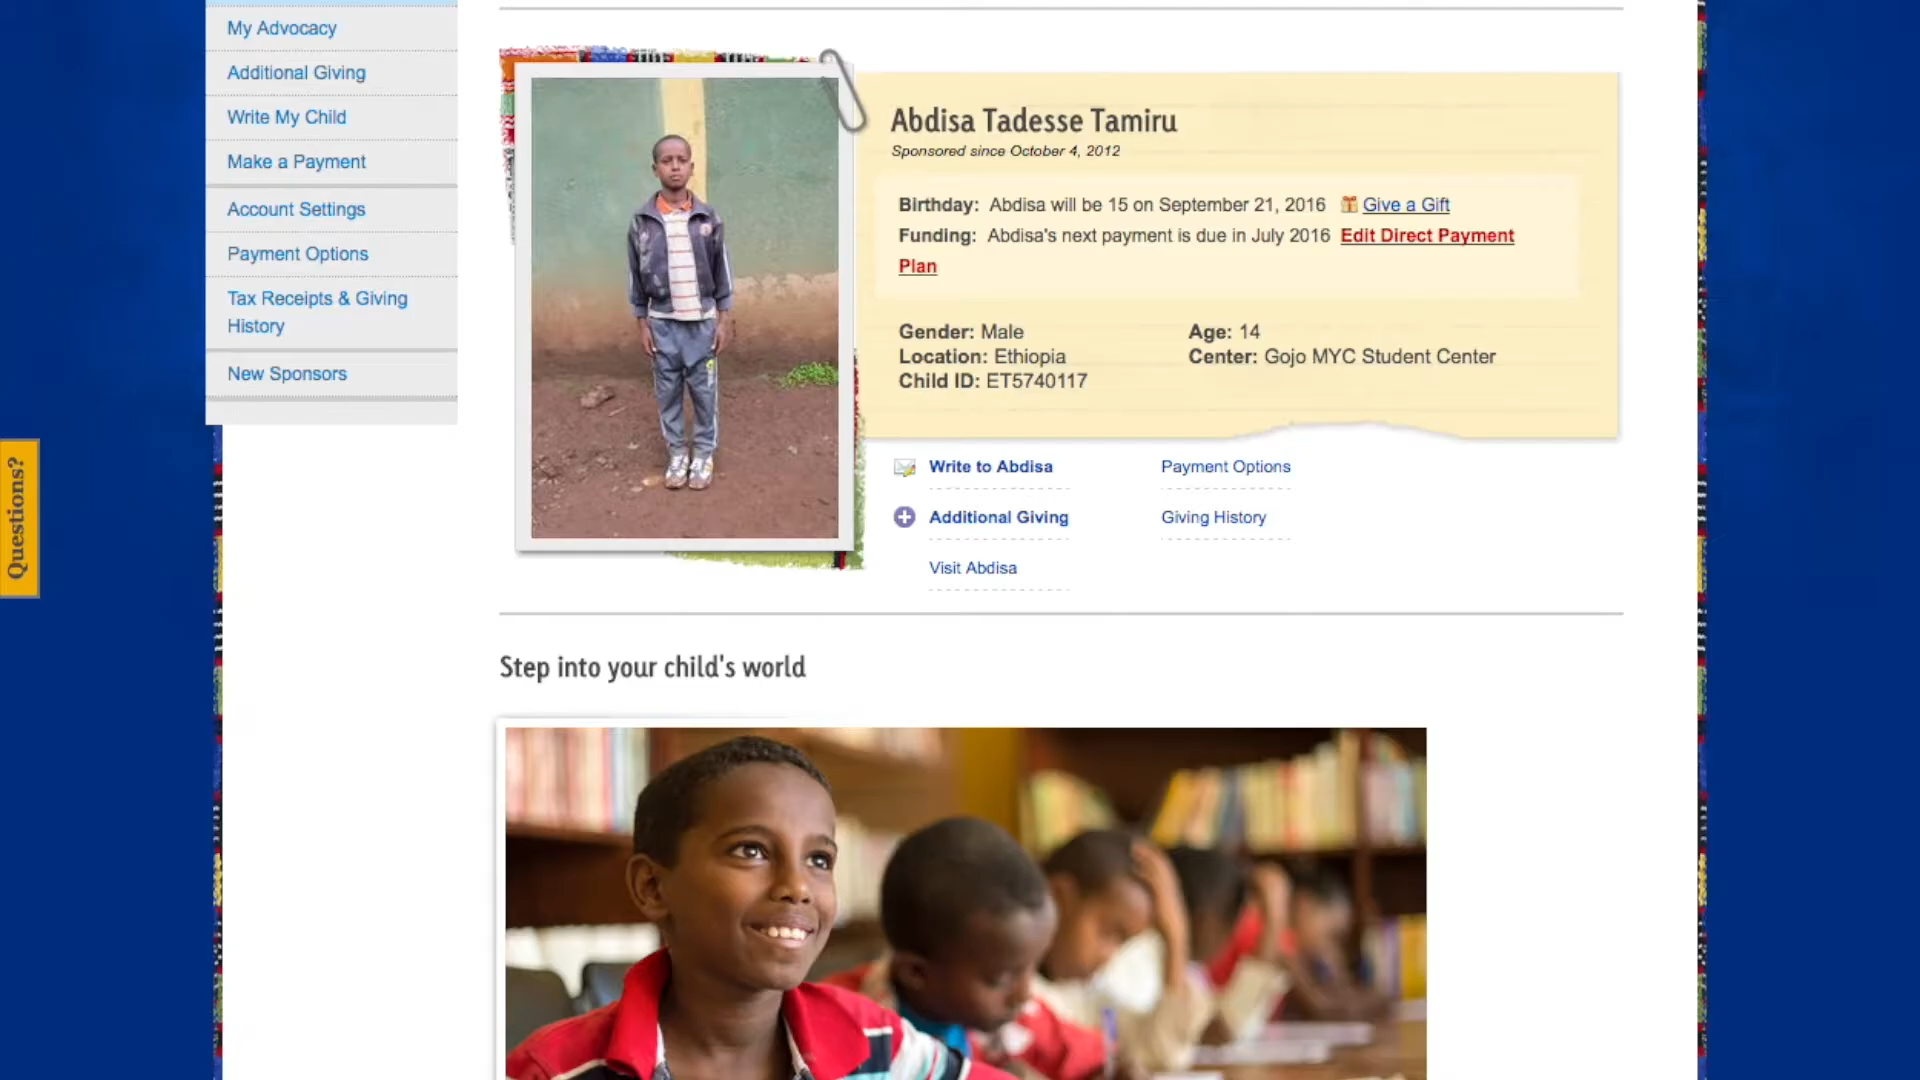 My Advocacy
Additional Giving
Write My Child
Make a Payment
Account Settings
Payment Options
Tax Receipts & Giving
History
New Sponsors
Questions?
Abdisa Tadesse Tamiru
Sponsored since October 4, 2012
Birthday: Abdisa will be 15 on September 21, 2016 Give a Gift
Funding: Abdisa's next payment is due in July 2016 Edit Direct Payment
Plan
Gender: Male Age: 14
Location: Ethiopia Center: Gojo MYC Student Center
Child ID: ET5740117
Write to Abdisa Payment Options
Additional Giving Giving History
Visit Abdisa
Step into your child's world